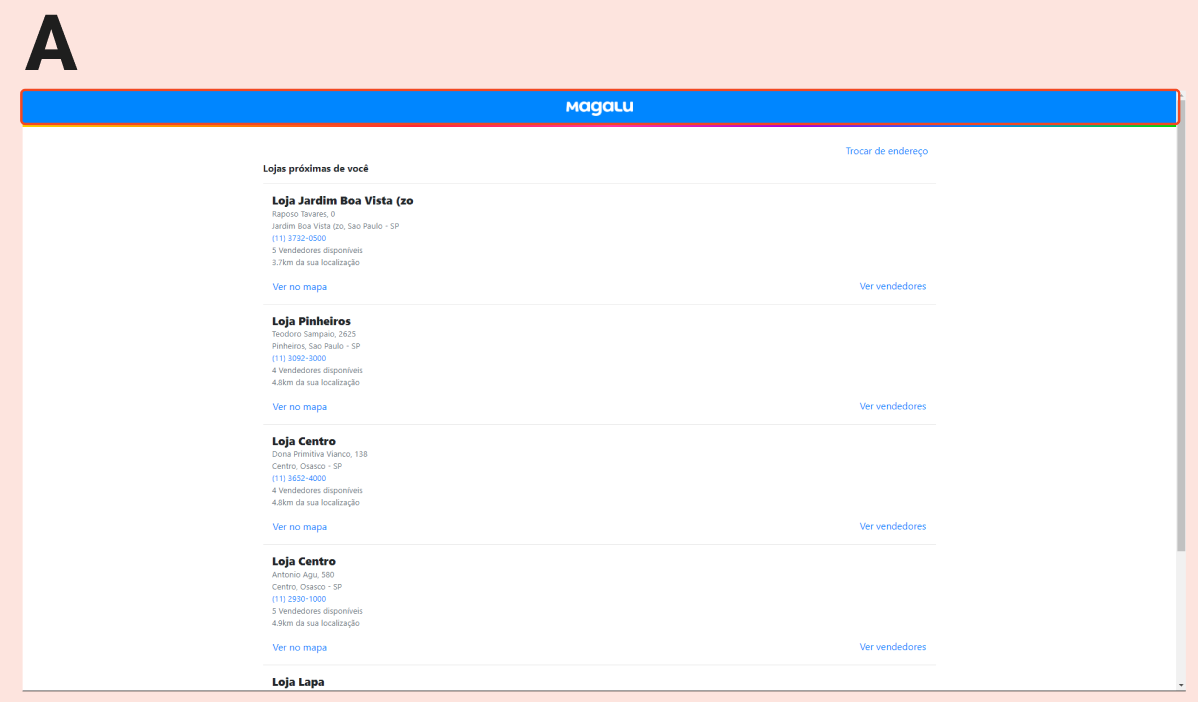 A
Magalu
Trocar de endereço
Lojas próximas de você
Loja Jardim Boa Vista (zo
Raposo Tavares, 0
Jardim Boa Vista (zo, Sao Paulo - SP
(11) 3732-0500
5 Vendedores disponíveis
3.7km da sua localização
Ver no mapa
Ver vendedores
Loja Pinheiros
Teodoro Sampaio, 2625
Pinheiros, Sao Paulo - SP
(11) 3092-3000
4 Vendedores disponíveis
4.8km da sua localização
Ver no mapa
Ver vendedores
Loja Centro
Dona Primitiva Vianco, 138
Centro, Osasco - SP
(11) 3652-4000
4 Vendedores disponíveis
4.8km da sua localização
Ver no mapa
Ver vendedores
Loja Centro
Antonio Agu, 580
Centro, Osasco - SP
(11) 2930-1000
5 Vendedores disponíveis
4.9km da sua localização
Ver no mapa
Ver vendedores
Loja Lapa